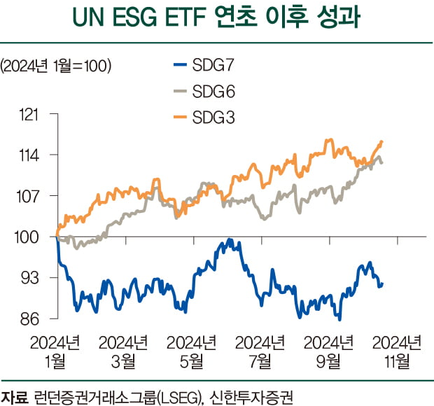 UN ESG ETF 연초 이후 성과
(2024년 1월=100)
SDG7
SDG6
SDG3
121
114
107
100
93
86
2024년 2024년 2024년 2024년 2024년 2024년
1월 3월 5월 7월 9월 11월
자료 런던증권거래소그룹(LSEG), 신한투자증권